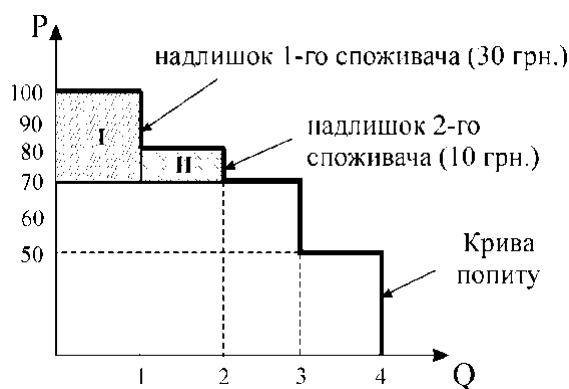 P
надлишок 1-го споживача (30 грн.)
100
90
I
надлишок 2-го
споживача (10 грн.)
80
II
70
60
50
Крива
попиту
1
2
3
4
Q